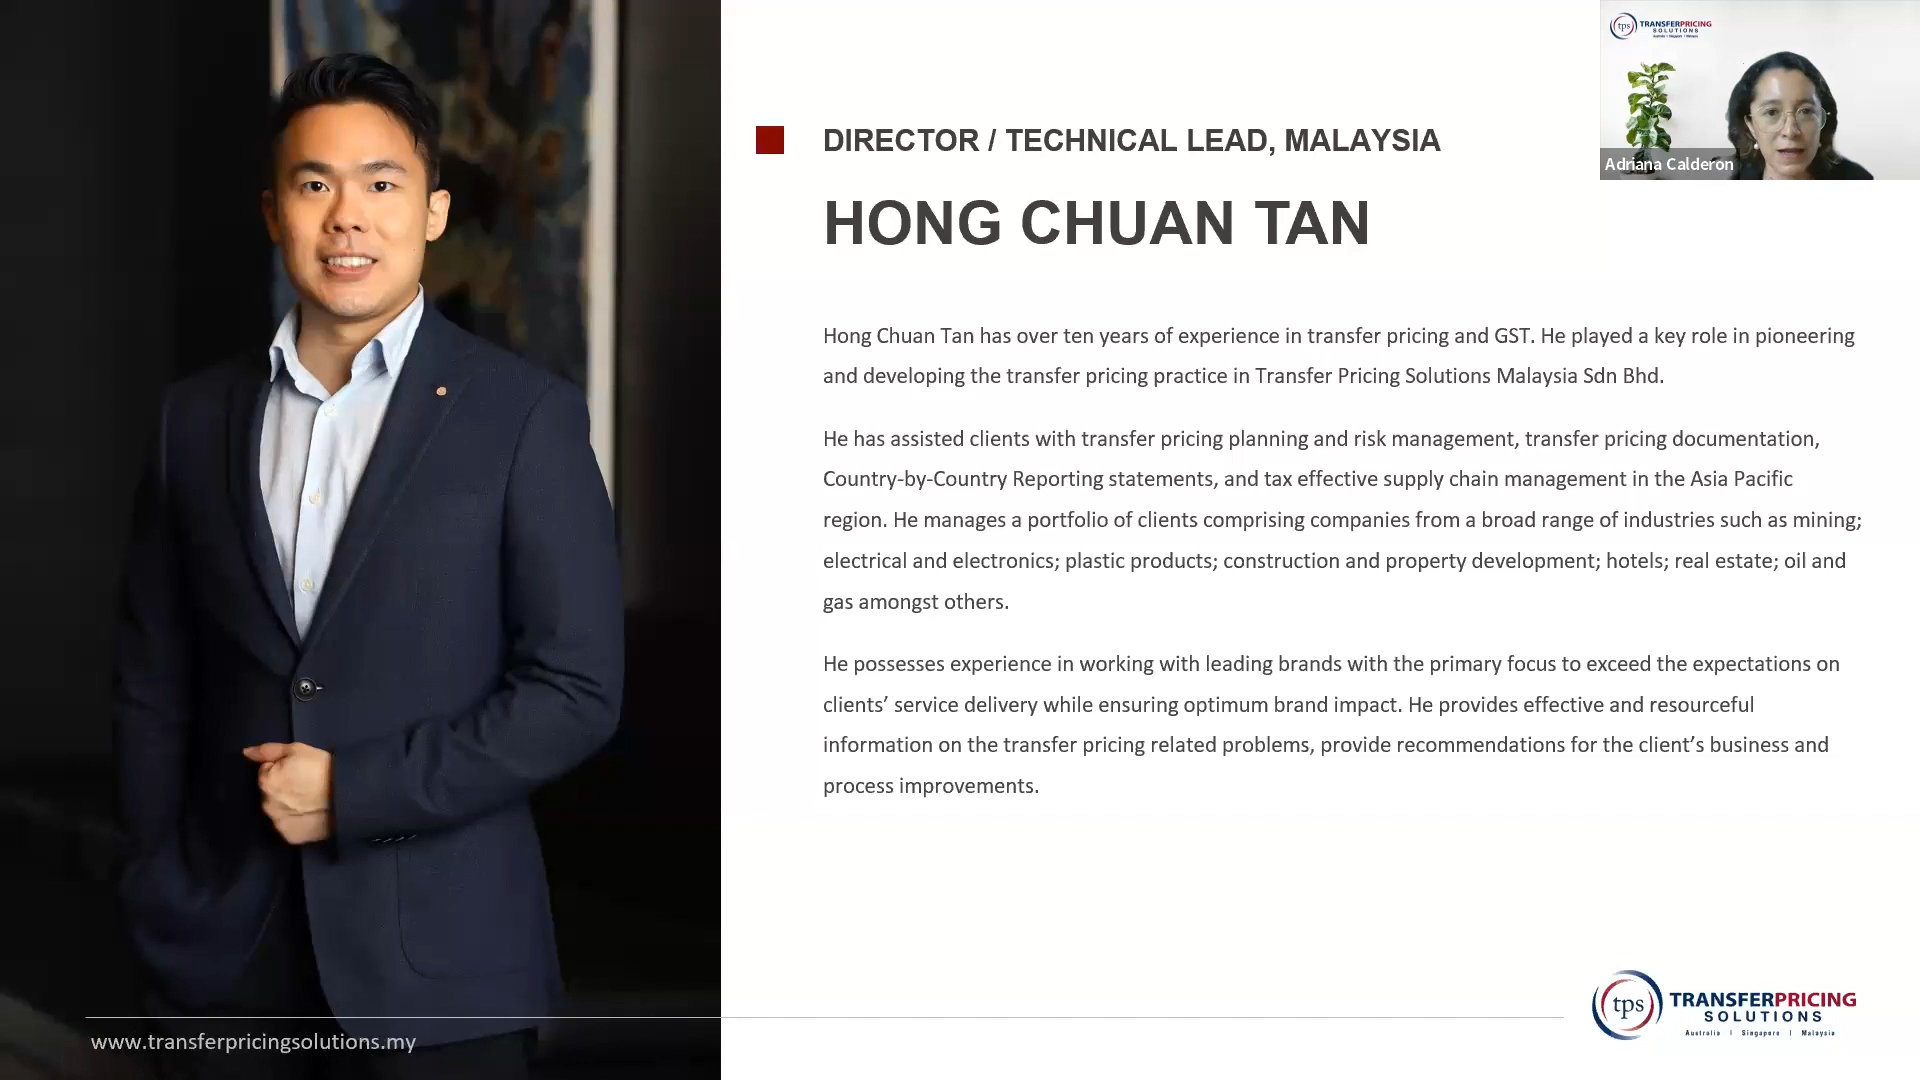 tps TRANSFERPRICING
SOLUTIONS
Australia | Singapore | Malaysia
Adriana Calderon
DIRECTOR / TECHNICAL LEAD, MALAYSIA
HONG CHUAN TAN
Hong Chuan Tan has over ten years of experience in transfer pricing and GST. He played a key role in pioneering
and developing the transfer pricing practice in Transfer Pricing Solutions Malaysia Sdn Bhd.
He has assisted clients with transfer pricing planning and risk management, transfer pricing documentation,
Country-by-Country Reporting statements, and tax effective supply chain management in the Asia Pacific
region. He manages a portfolio of clients comprising companies from a broad range of industries such as mining;
electrical and electronics; plastic products; construction and property development; hotels; real estate; oil and
gas amongst others.
He possesses experience in working with leading brands with the primary focus to exceed the expectations on
clients’ service delivery while ensuring optimum brand impact. He provides effective and resourceful
information on the transfer pricing related problems, provide recommendations for the client’s business and
process improvements.
www.transferpricingsolutions.my
tps TRANSFERPRICING
SOLUTIONS
Australia | Singapore | Malaysia